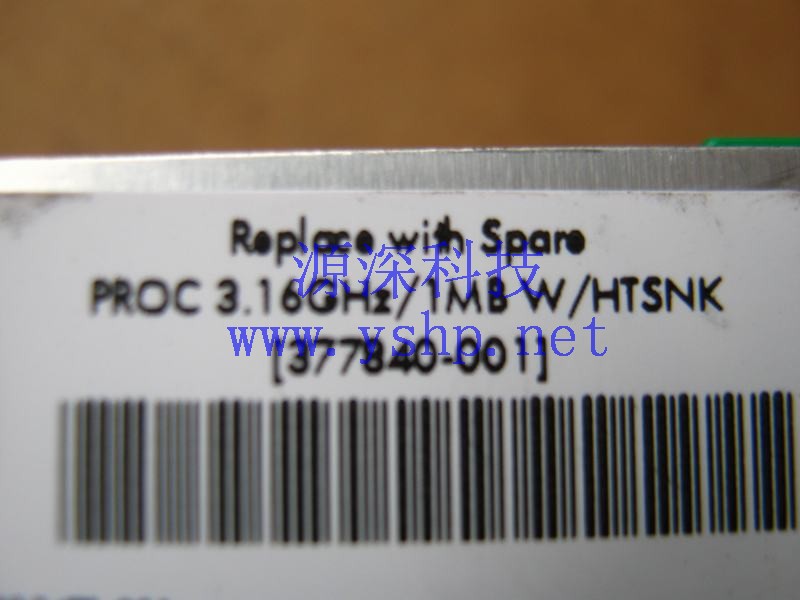 Replace with Spare
源深科技
PROC 3.16GHz/1MB W/HTSNK
www.yshp.net
[377840-001]